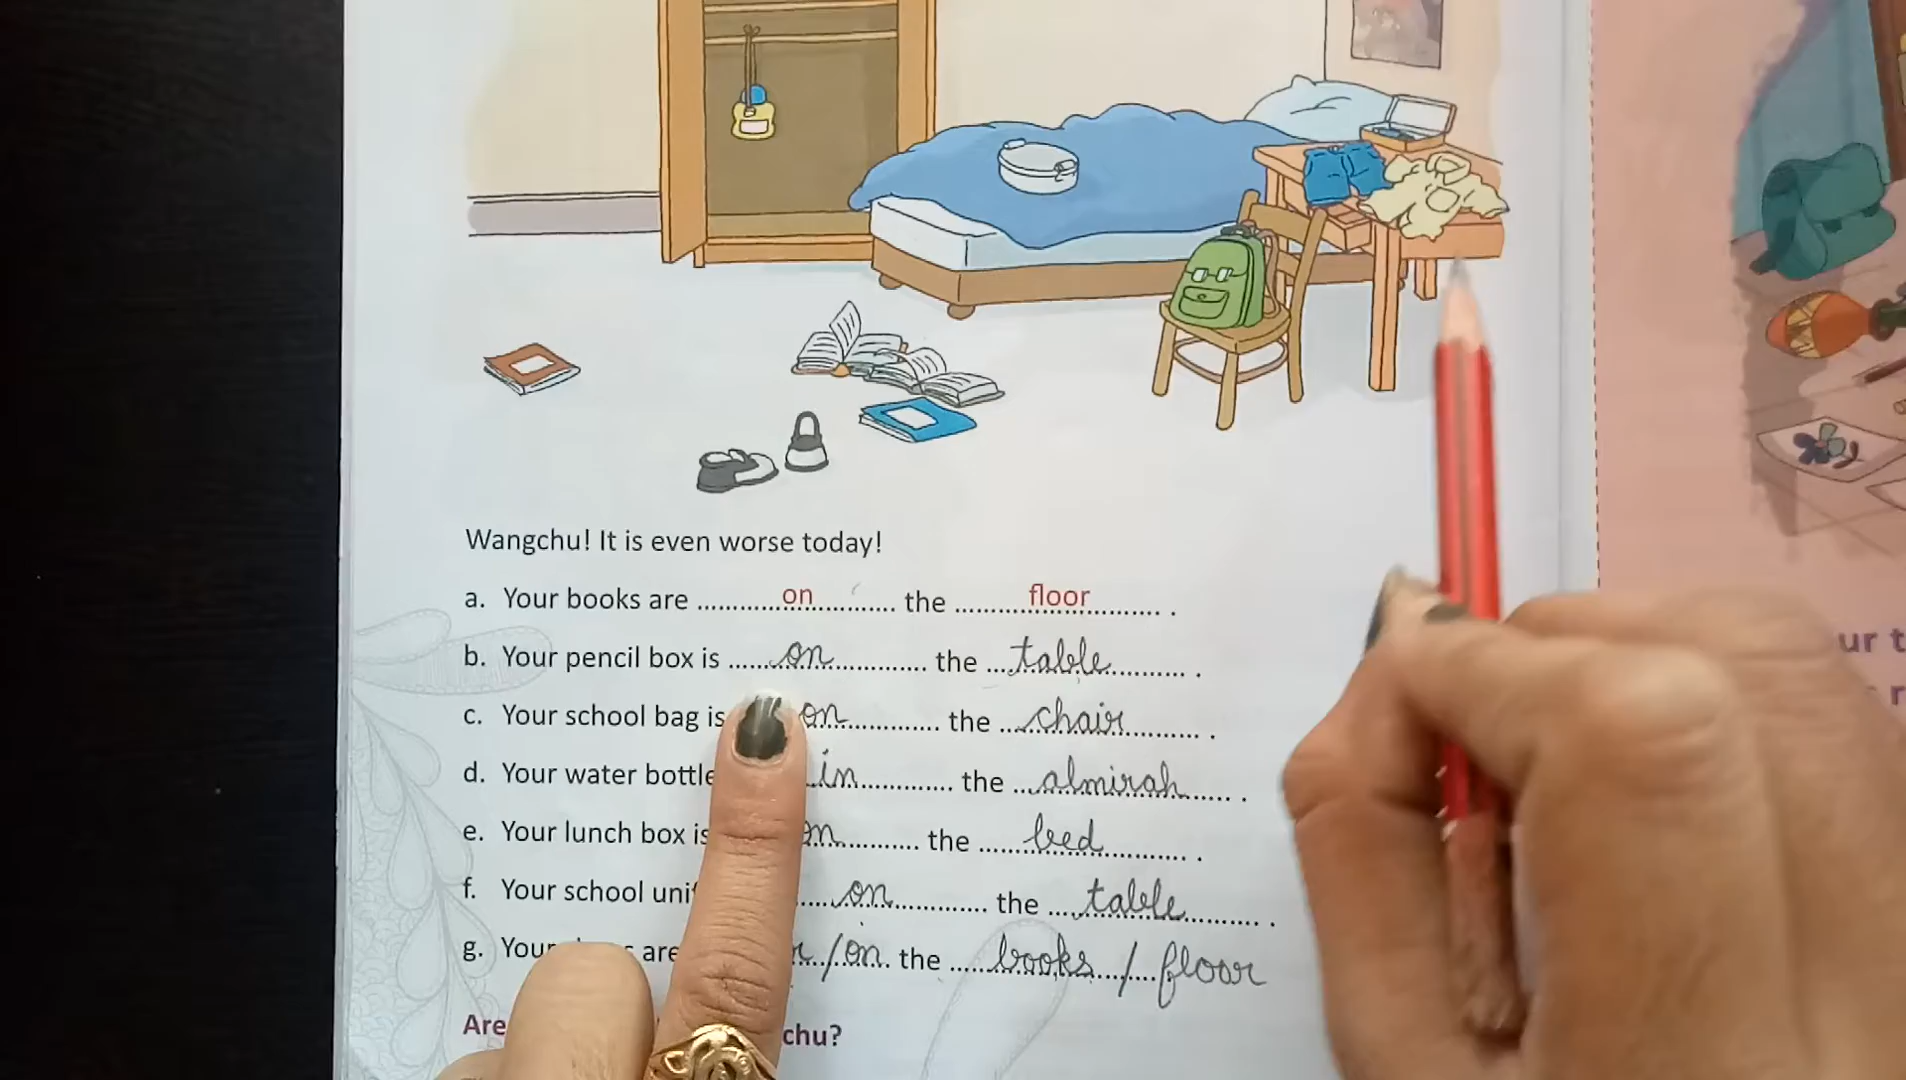 Wangchu! It is even worse today!
a. Your books are ........on........ the ........floor........ .
b. Your pencil box is ........on........ the ........table........ .
c. Your school bag is on........ the ........chair........ .
d. Your water bottle ..in........ the ........almirah........ .
e. Your lunch box is on........ the ........bed........ .
f. Your school ........on........ the ........table........ .
g. are /on. the ........books.../...floor
Are chu?